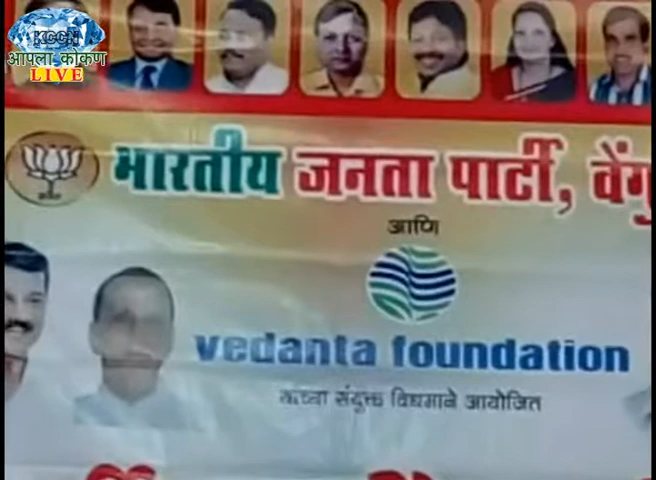 KCCN
आपला कोकण
LIVE
भारतीय जनता पार्टी, वेंगु
आणि
vedanta foundation
यांच्या संयुक्त विद्यमाने आयोजित